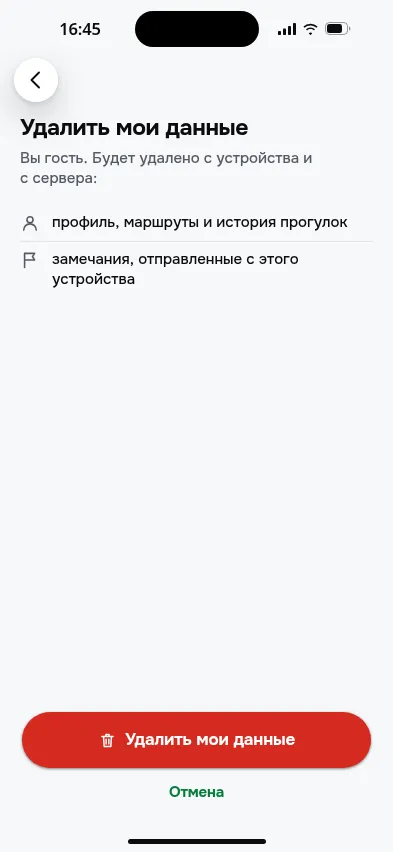 16:45
Удалить мои данные
Вы гость. Будет удалено с устройства и
с сервера:
профиль, маршруты и история прогулок
замечания, отправленные с этого
устройства
Удалить мои данные
Отмена